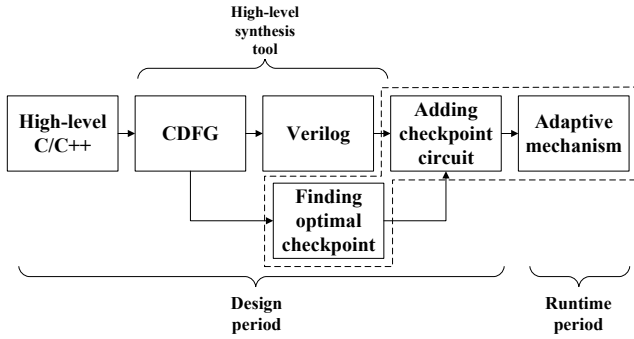 High-level
synthesis
tool
High-level
C/C++
CDFG
Verilog
Adding
checkpoint
circuit
Adaptive
mechanism
Finding
optimal
checkpoint
Design
period
Runtime
period